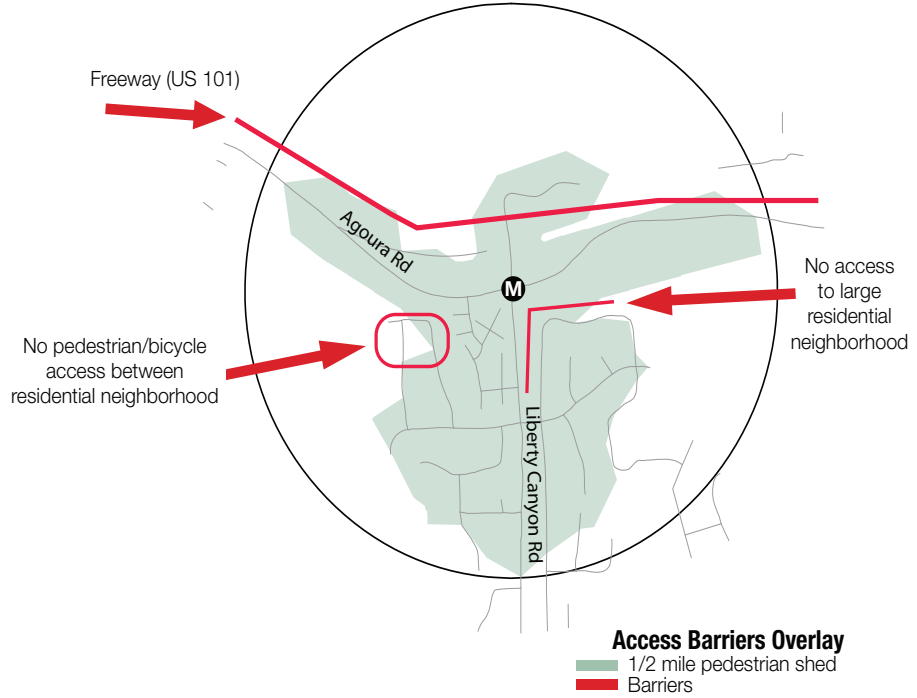 Freeway (US 101)
Agoura Rd
M
No access
to large
residential
neighborhood
No pedestrian/bicycle
access between
residential neighborhood
Liberty Canyon Rd
Access Barriers Overlay
1/2 mile pedestrian shed
Barriers